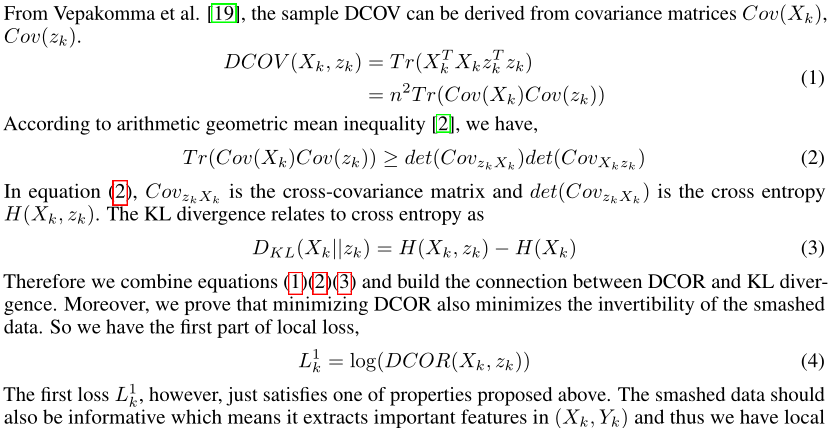 From Vepakomma et al. [19], the sample DCOV can be derived from covariance matrices Cov(X_k),
Cov(z_k).
DCOV(X_k, z_k) = Tr(X_k^T X_k z_k^T z_k)
= n^2 Tr(Cov(X_k)Cov(z_k))
(1)
According to arithmetic geometric mean inequality [2], we have,
Tr(Cov(X_k)Cov(z_k)) ≥ det(Cov_{z_k X_k})det(Cov_{X_k z_k}) (2)
In equation (2), Cov_{z_k X_k} is the cross-covariance matrix and det(Cov_{z_k X_k}) is the cross entropy
H(X_k, z_k). The KL divergence relates to cross entropy as
D_{KL}(X_k||z_k) = H(X_k, z_k) − H(X_k) (3)
Therefore we combine equations (1)(2)(3) and build the connection between DCOR and KL diver-
gence. Moreover, we prove that minimizing DCOR also minimizes the invertibility of the smashed
data. So we have the first part of local loss,
L_k^1 = log(DCOR(X_k, z_k)) (4)
The first loss L_k^1, however, just satisfies one of properties proposed above. The smashed data should
also be informative which means it extracts important features in (X_k, Y_k) and thus we have local